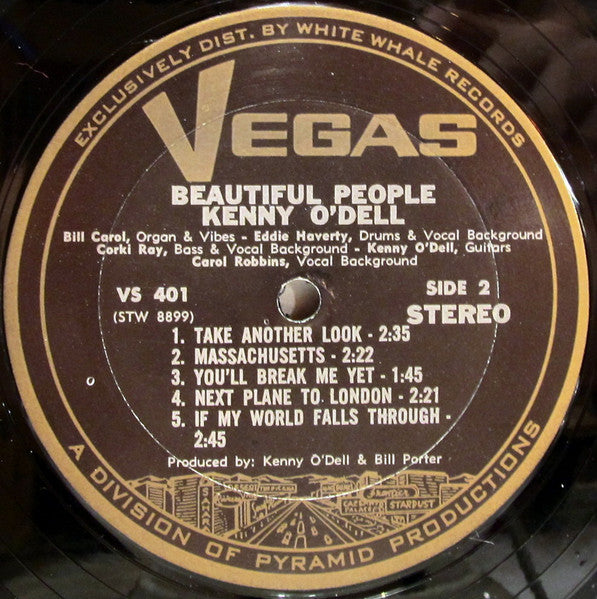 EXCLUSIVELY DIST. BY WHITE WHALE RECORDS
VEGAS
BEAUTIFUL PEOPLE
KENNY O'DELL
Bill Carol, Organ & Vibes - Eddie Haverty, Drums & Vocal Background
Corki Ray, Bass & Vocal Background - Kenny O'Dell, Guitars
Carol Robbins, Vocal Background
VS 401
SIDE 2
(STW 8899)
STEREO
1. TAKE ANOTHER LOOK - 2:35
2. MASSACHUSETTS - 2:22
3. YOU'LL BREAK ME YET - 1:45
4. NEXT PLANE TO LONDON - 2:21
5. IF MY WORLD FALLS THROUGH -
2:45
Produced by: Kenny O'Dell & Bill Porter
SAHARA
Frontier
STARDUST
A DIVISION OF PYRAMID PRODUCTIONS